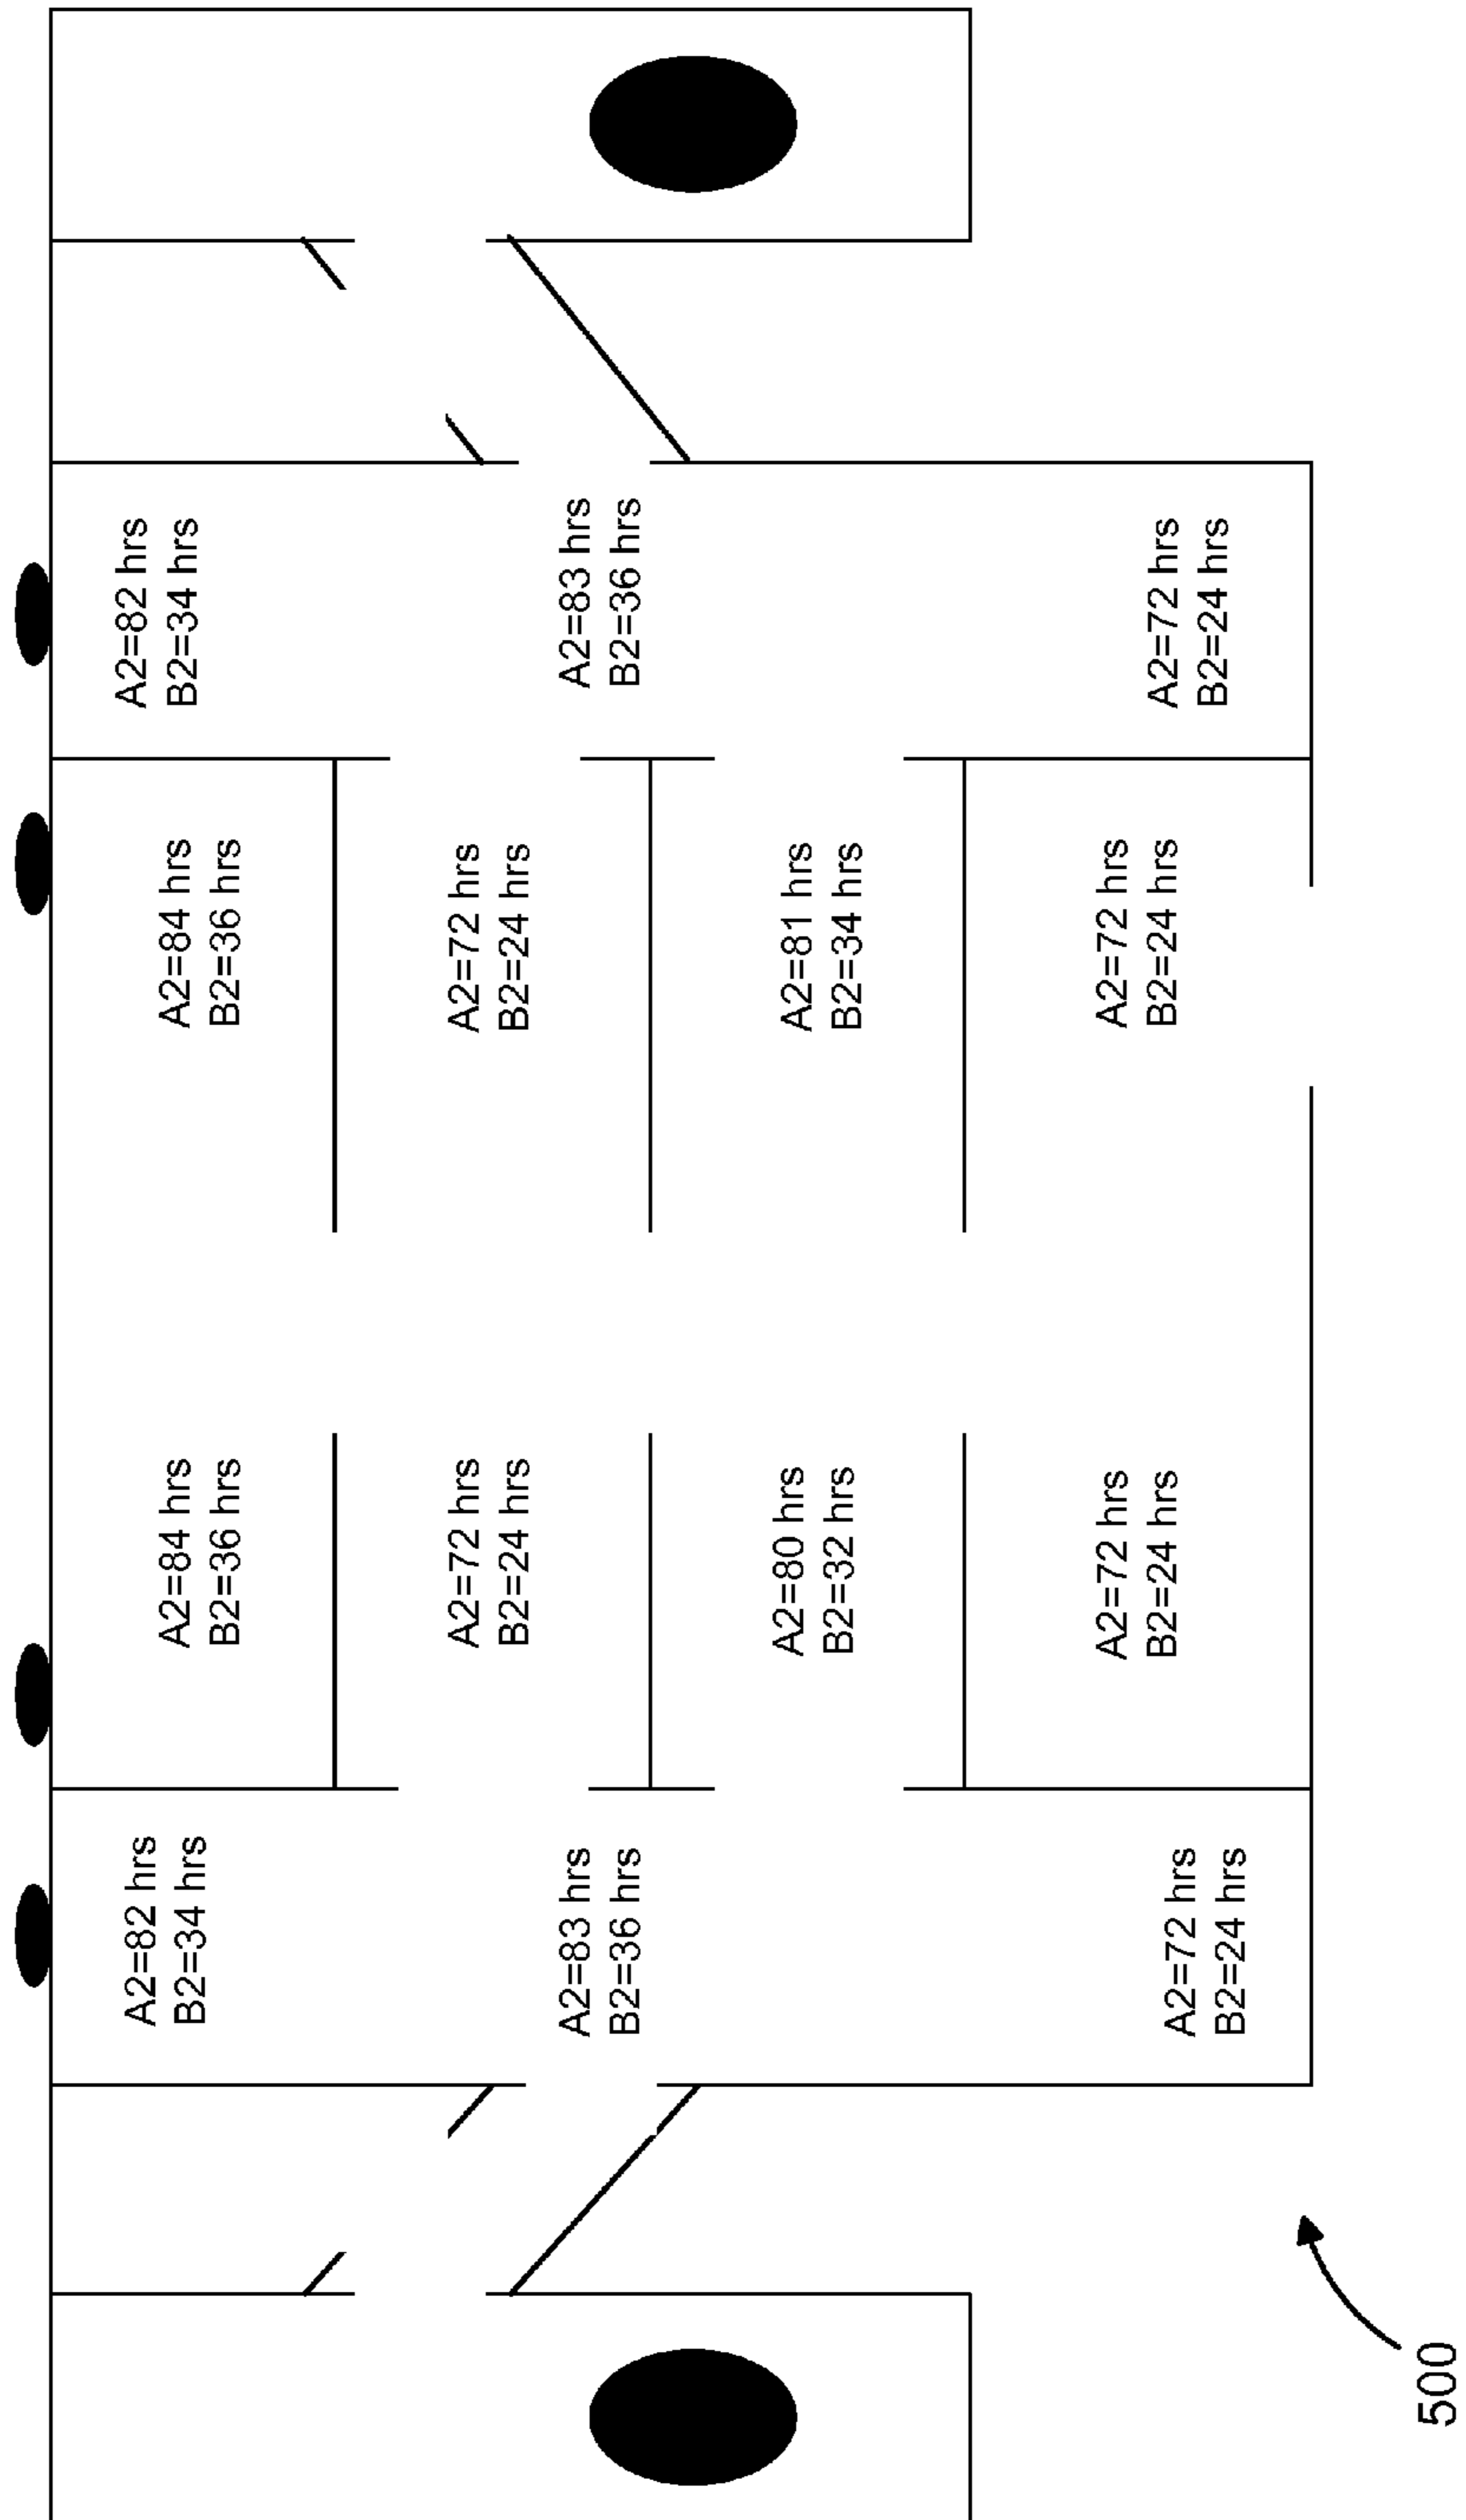 A2=82 hrs
B2=34 hrs
A2=84 hrs
B2=36 hrs
A2=84 hrs
B2=36 hrs
A2=82 hrs
B2=34 hrs
A2=83 hrs
B2=36 hrs
A2=72 hrs
B2=24 hrs
A2=72 hrs
B2=24 hrs
A2=83 hrs
B2=36 hrs
A2=80 hrs
B2=32 hrs
A2=81 hrs
B2=34 hrs
A2=72 hrs
B2=24 hrs
A2=72 hrs
B2=24 hrs
A2=72 hrs
B2=24 hrs
A2=72 hrs
B2=24 hrs
500